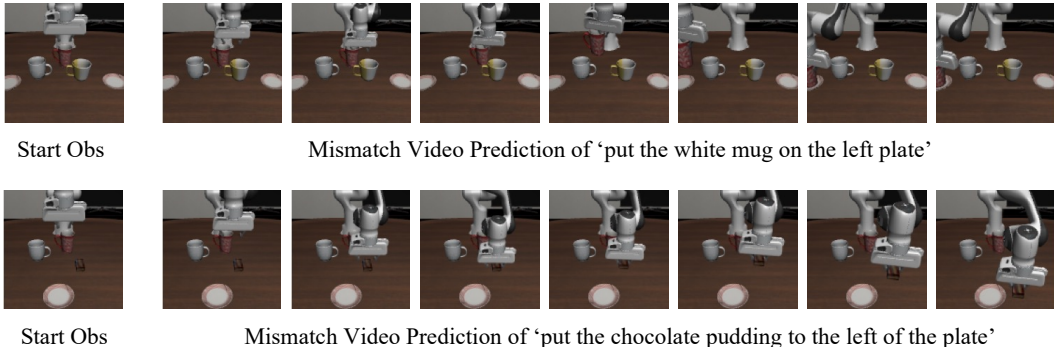 Start Obs
Mismatch Video Prediction of ‘put the white mug on the left plate’
Start Obs
Mismatch Video Prediction of ‘put the chocolate pudding to the left of the plate’